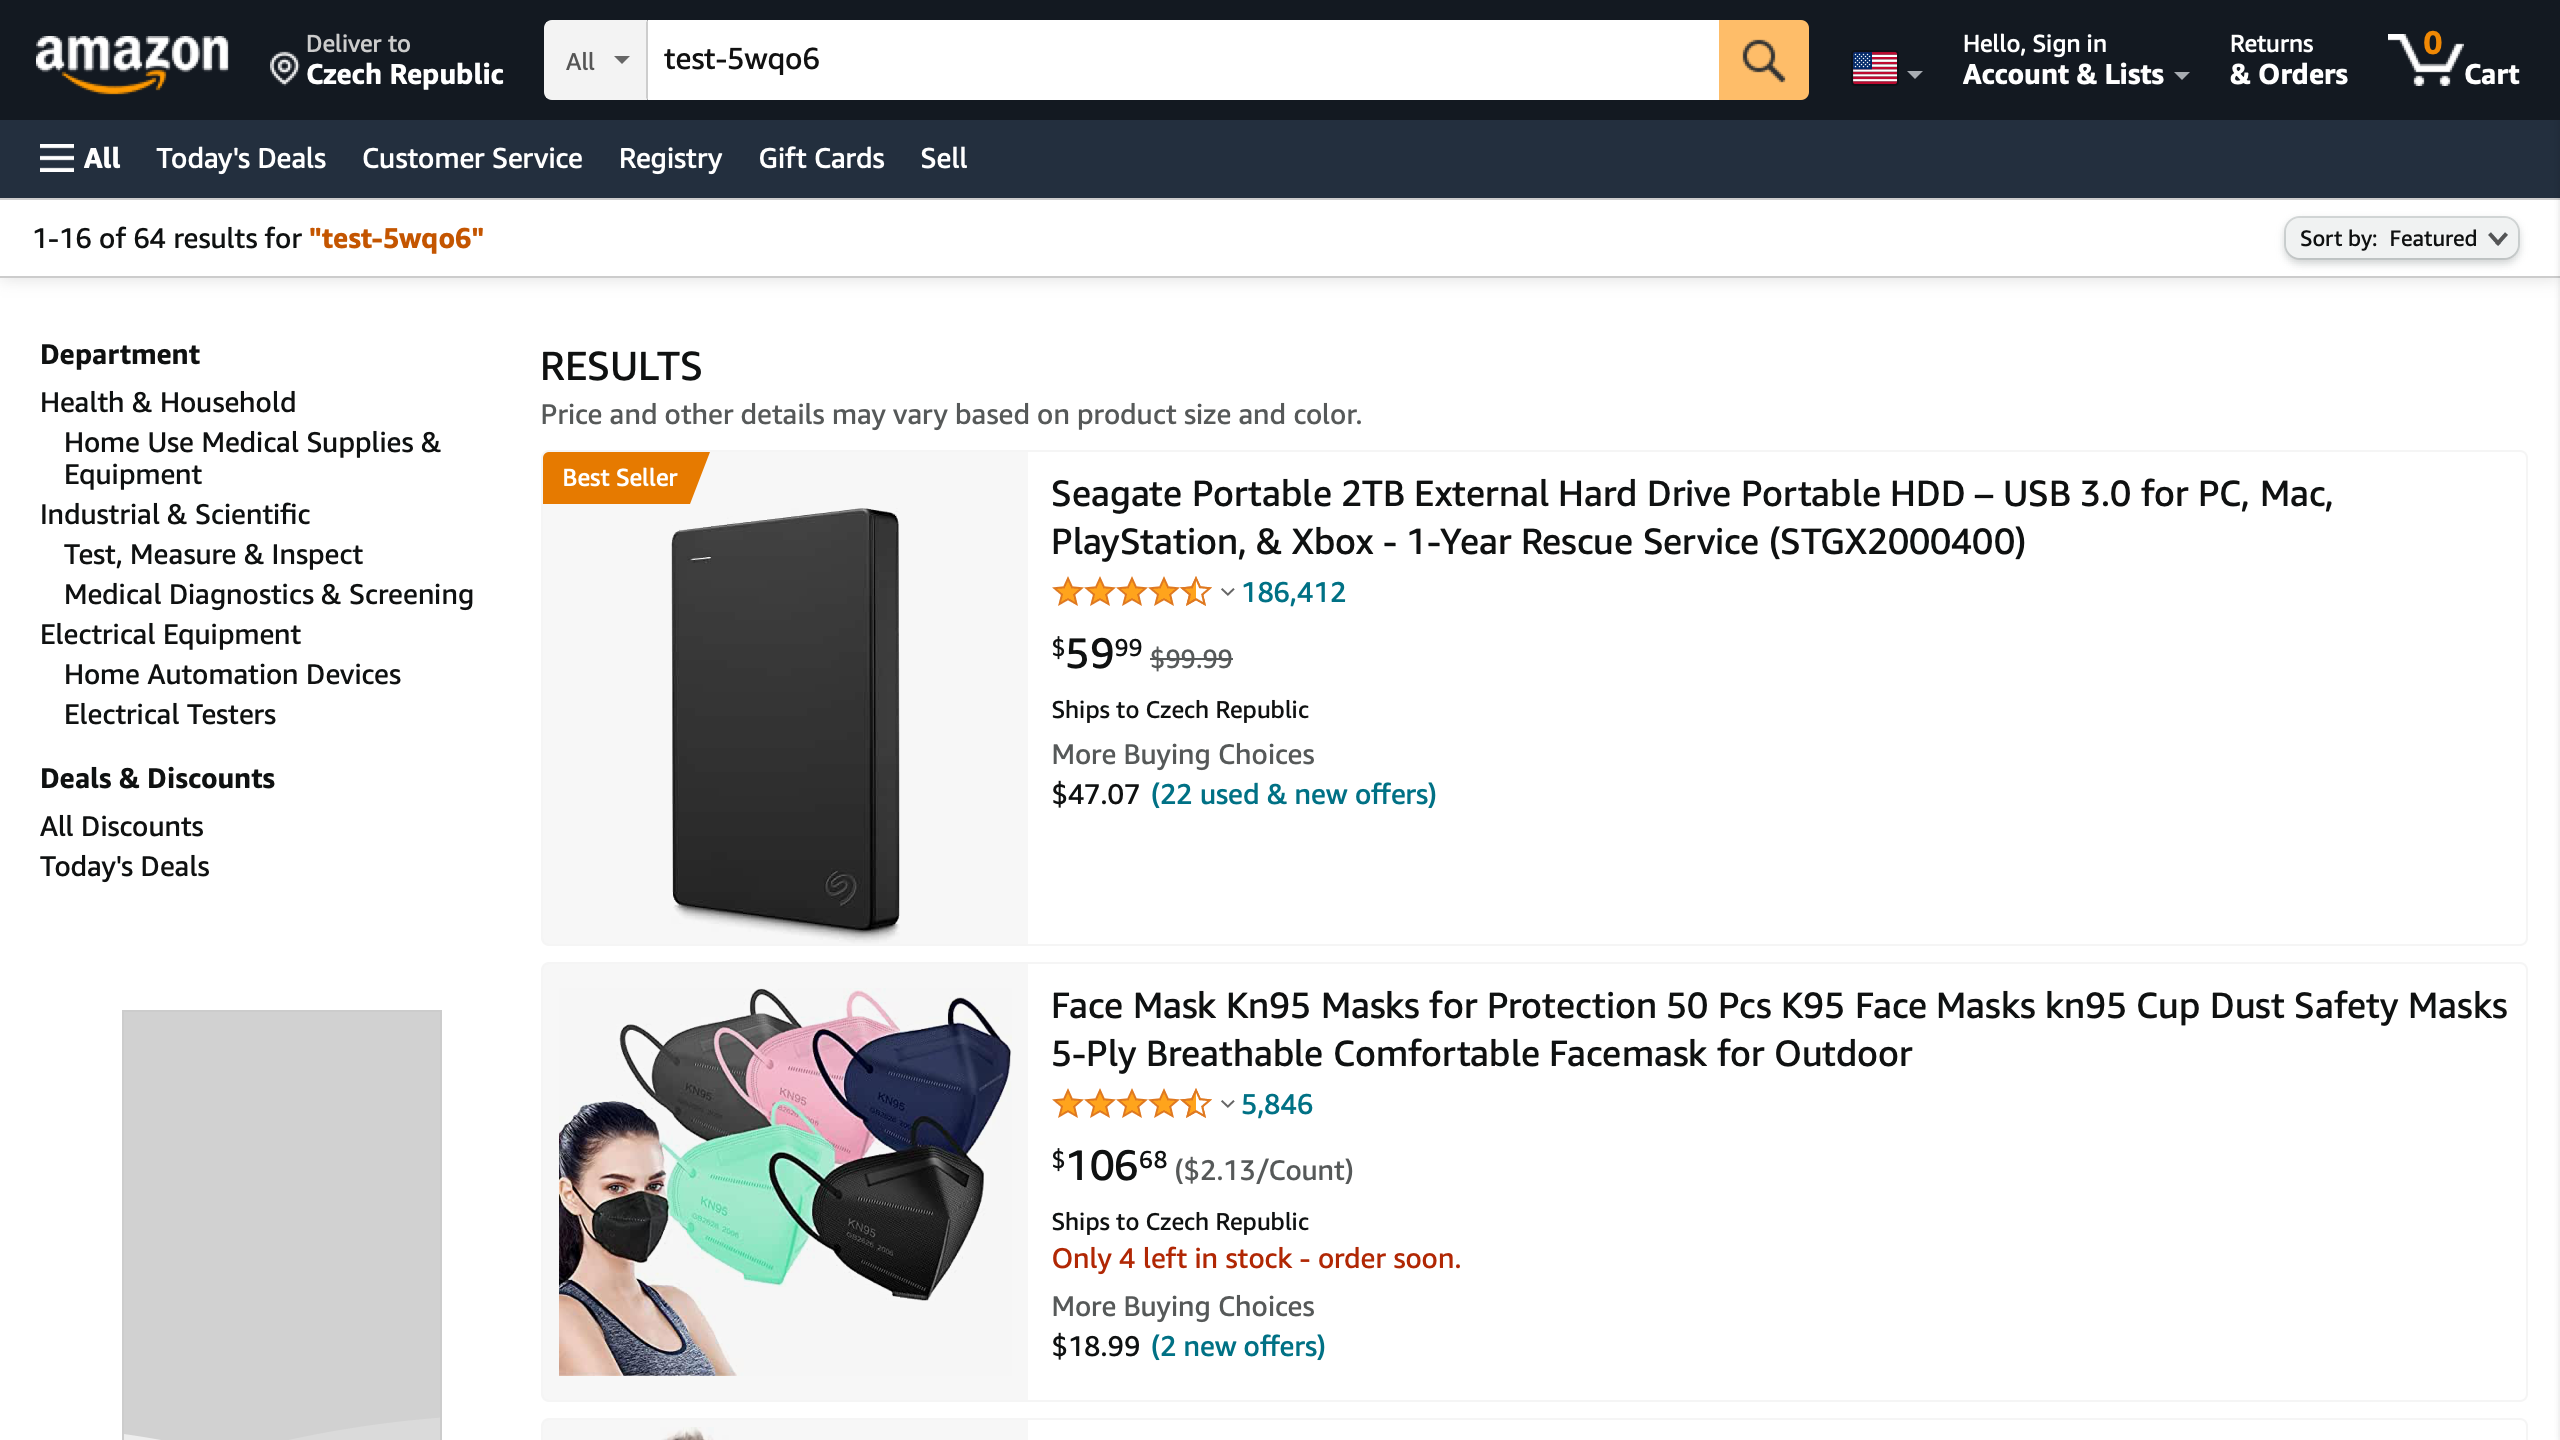 amazon
Deliver to
Czech Republic
All
test-5wqo6
Hello, Sign in
Account & Lists
Returns
& Orders
0
Cart
All
Today's Deals
Customer Service
Registry
Gift Cards
Sell
1-16 of 64 results for "test-5wqo6"
Sort by: Featured
Department
Health & Household
Home Use Medical Supplies &
Equipment
Industrial & Scientific
Test, Measure & Inspect
Medical Diagnostics & Screening
Electrical Equipment
Home Automation Devices
Electrical Testers
Deals & Discounts
All Discounts
Today's Deals
RESULTS
Price and other details may vary based on product size and color.
Best Seller
Seagate Portable 2TB External Hard Drive Portable HDD – USB 3.0 for PC, Mac,
PlayStation, & Xbox - 1-Year Rescue Service (STGX2000400)
186,412
$59.99 $99.99
Ships to Czech Republic
More Buying Choices
$47.07 (22 used & new offers)
KN95
KN95
KN95
KN95
KN95
Face Mask Kn95 Masks for Protection 50 Pcs K95 Face Masks kn95 Cup Dust Safety Masks
5-Ply Breathable Comfortable Facemask for Outdoor
5,846
$106.68 ($2.13/Count)
Ships to Czech Republic
Only 4 left in stock - order soon.
More Buying Choices
$18.99 (2 new offers)